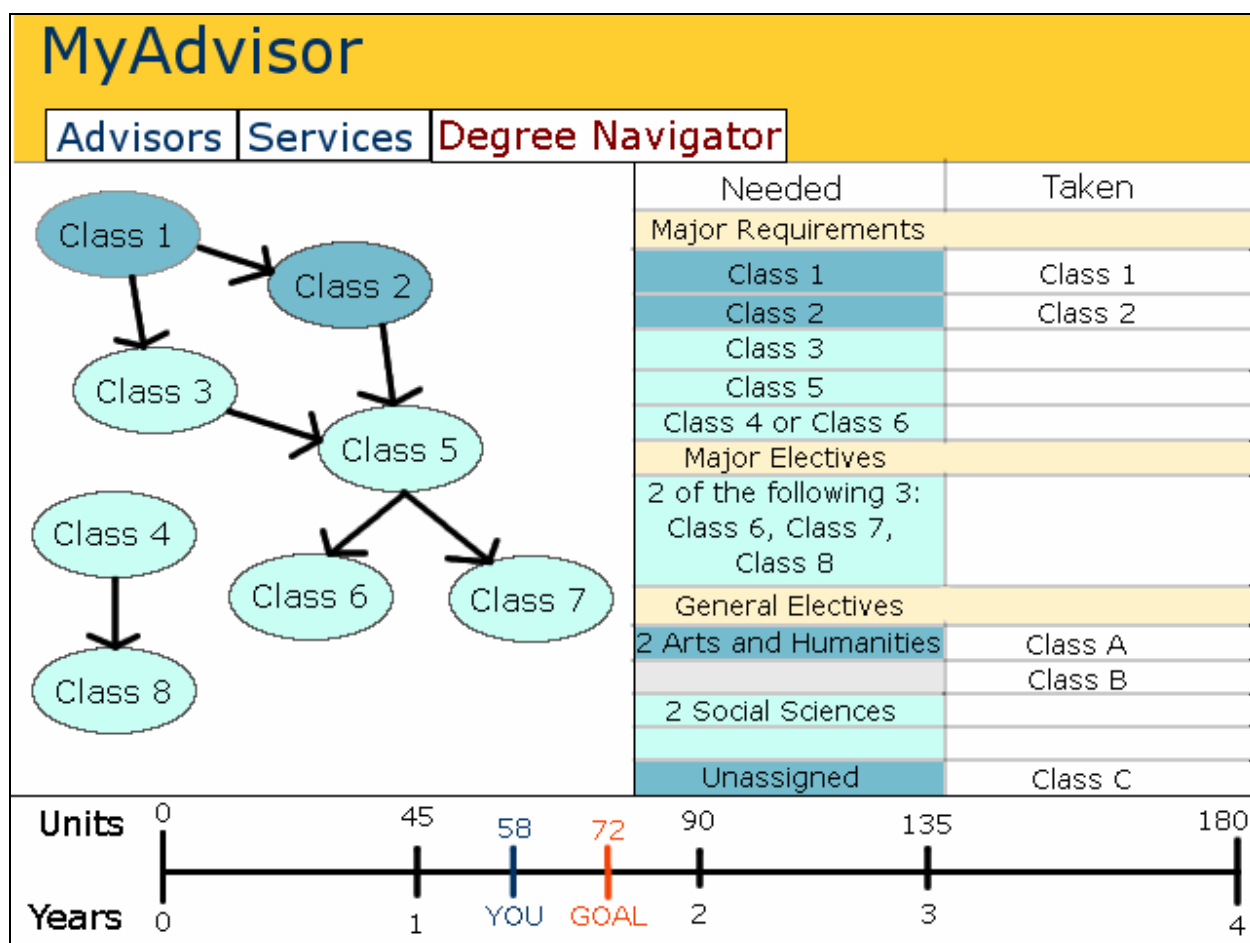 MyAdvisor
Advisors Services Degree Navigator
Class 1
Class 2
Class 3
Class 5
Class 4
Class 6
Class 7
Class 8
Needed Taken
Major Requirements
Class 1 Class 1
Class 2 Class 2
Class 3
Class 5
Class 4 or Class 6
Major Electives
2 of the following 3:
Class 6, Class 7,
Class 8
General Electives
2 Arts and Humanities Class A
Class B
2 Social Sciences
Unassigned Class C
Units 0 45 58 72 90 135 180
Years 0 1 YOU GOAL 2 3 4